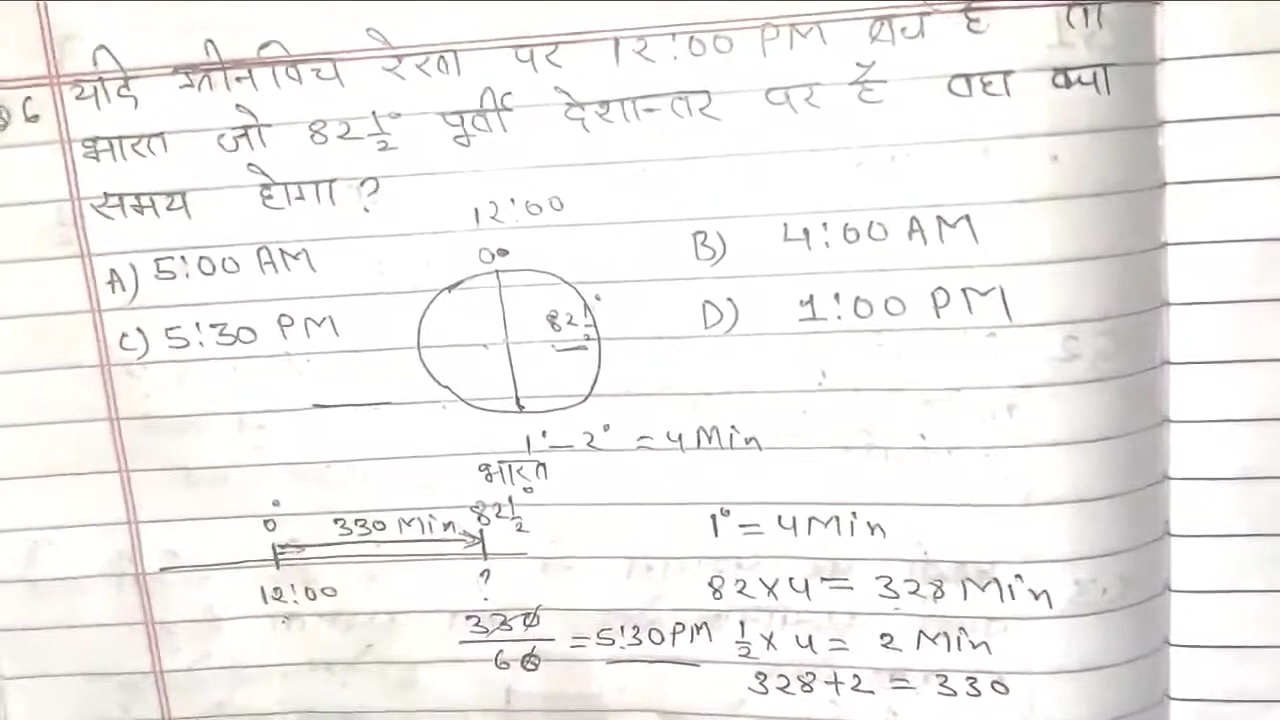 Q6 यदि ग्रीनविच रेखा पर 12:00 PM बजे है तो
भारत जो 82½° पूर्वी देशान्तर पर है वहा क्या
समय होगा?
12:00
A) 5:00 AM
0°
B) 4:00 AM
C) 5:30 PM
82½°
D) 1:00 PM
1° - 2° = 4 Min
भारत
0° 330 Min 82½°
1° = 4 Min
12:00 ?
82 x 4 = 328 Min
330/60 = 5:30 PM
½ x 4 = 2 Min
328 + 2 = 330